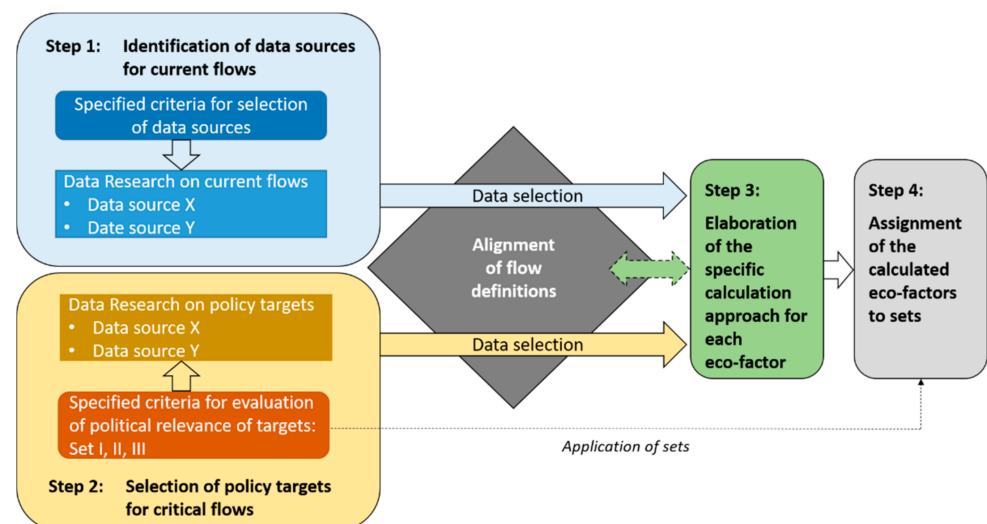 Step 1: Identification of data sources
for current flows
Specified criteria for selection
of data sources
Data Research on current flows
• Data source X
• Date source Y
Data selection
Alignment
of flow
definitions
Step 3:
Elaboration
of the
specific
calculation
approach for
each
eco-factor
Step 4:
Assignment
of the
calculated
eco-factors
to sets
Data Research on policy targets
• Data source X
• Data source Y
Data selection
Specified criteria for evaluation
of political relevance of targets:
Set I, II, III
Application of sets
Step 2: Selection of policy targets
for critical flows